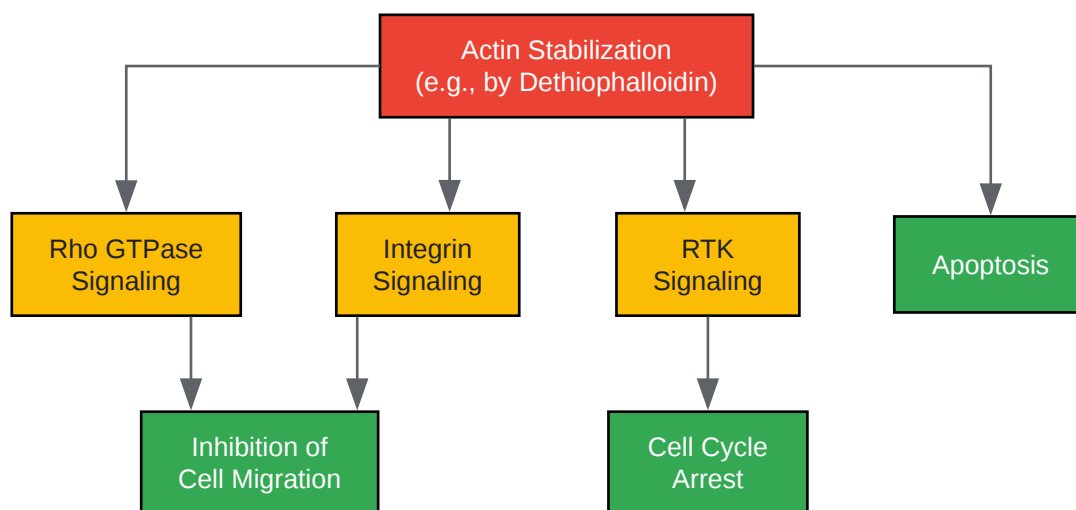 Actin Stabilization
(e.g., by Dethiophalloidin)
Rho GTPase
Signaling
Integrin
Signaling
RTK
Signaling
Apoptosis
Inhibition of
Cell Migration
Cell Cycle
Arrest